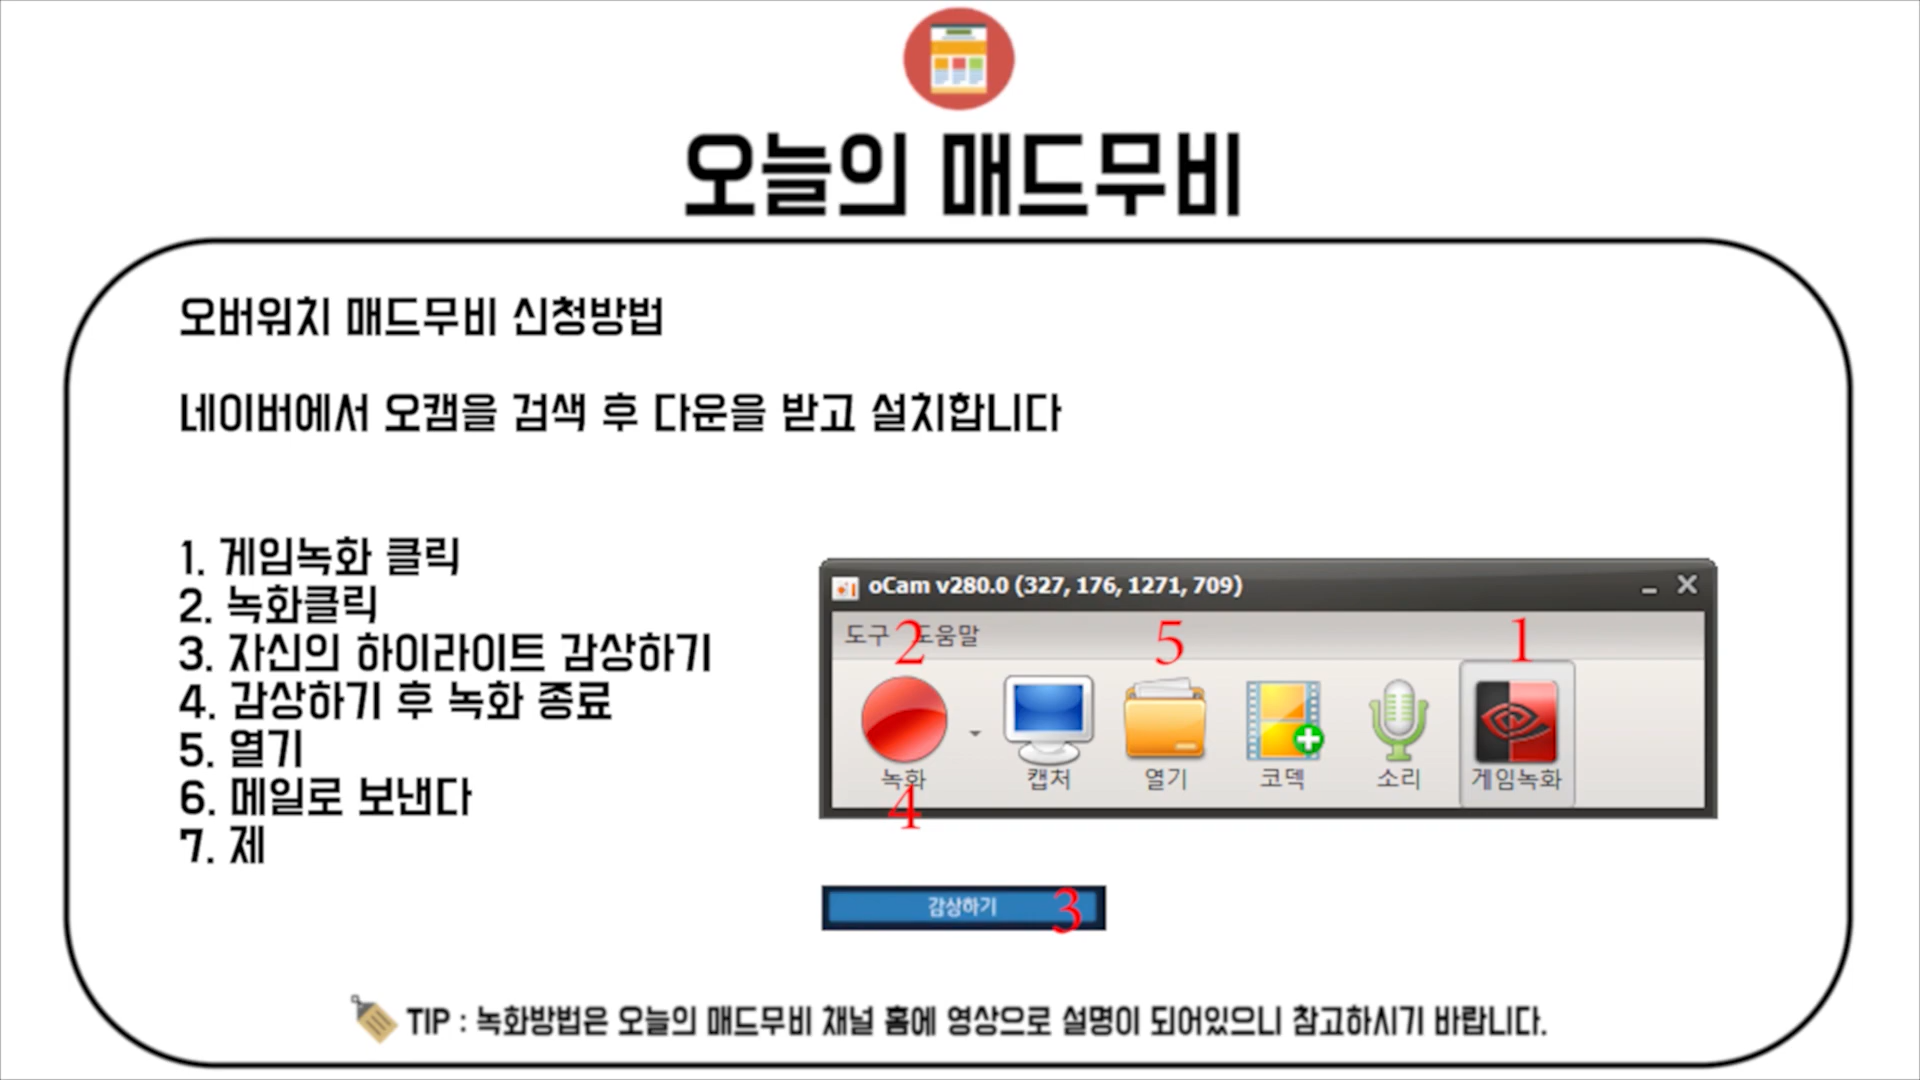 오늘의 매드무비
오버워치 매드무비 신청방법
네이버에서 오캠을 검색 후 다운을 받고 설치합니다
1. 게임녹화 클릭
2. 녹화클릭
3. 자신의 하이라이트 감상하기
4. 감상하기 후 녹화 종료
5. 열기
6. 메일로 보낸다
7. 제
oCam v280.0 (327, 176, 1271, 709)
도구 2 도움말 5 1
녹화 캡처 열기 코덱 소리 게임녹화
4
감상하기 3
TIP : 녹화방법은 오늘의 매드무비 채널 홈에 영상으로 설명이 되어있으니 참고하시기 바랍니다.